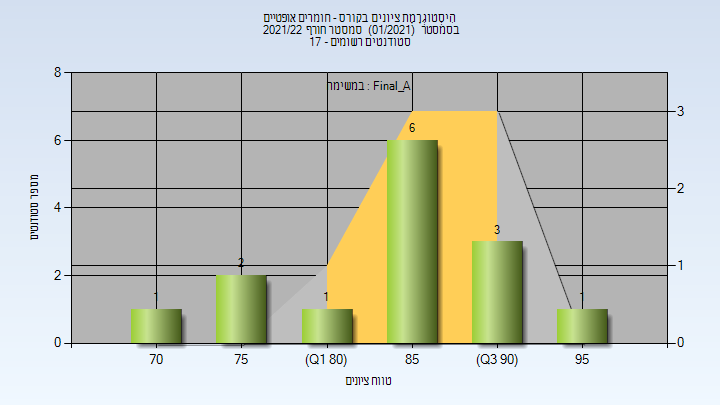 היסטוגרמת ציונים בקורס - חומרים אופטיים
בסמסטר (01/2021) סמסטר חורף 2021/22
סטודנטים רשומים - 17
במשימה : Final_A
8
6
4
2
0
3
2
1
0
1
2
1
6
3
1
70
75
(Q1 80)
85
(Q3 90)
95
מספר סטודנטים
טווח ציונים